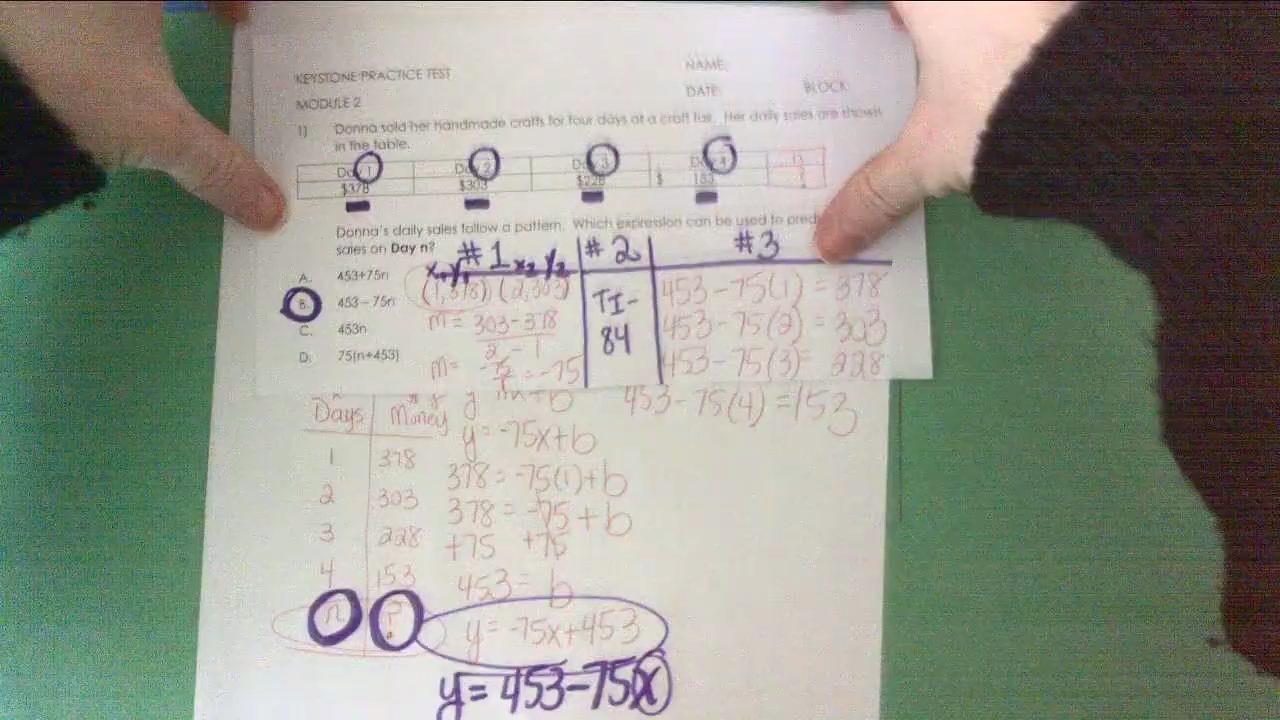 KEYSTONE PRACTICE TEST
NAME:
MODULE 2
DATE:
BLOCK:
1) Donna sold her handmade crafts for four days at a craft fair. Her daily sales are shown
in the table.
Day 1 Day 2 Day 3 Day 4 n
$378 $303 $228 $ 153 ?
Donna's daily sales follow a pattern. Which expression can be used to
sales on Day n?
#1 #2 #3
A. 453+75n
B. 453 – 75n
C. 453n
D. 75(n+453)
x₁ y₁ x₂ y₂
(1,378) (2,303)
m = 303 - 378
2 - 1
m = -75 = -75
1
TI-
84
453 - 75(1) = 378
453 - 75(2) = 303
453 - 75(3) = 228
453 - 75(4) = 153
Days Money
1 378
2 303
3 228
4 153
n ?
y mx + b
y = -75x + b
378 = -75(1) + b
378 = -75 + b
+75 +75
453 = b
y = -75x + 453
y = 453 - 75x